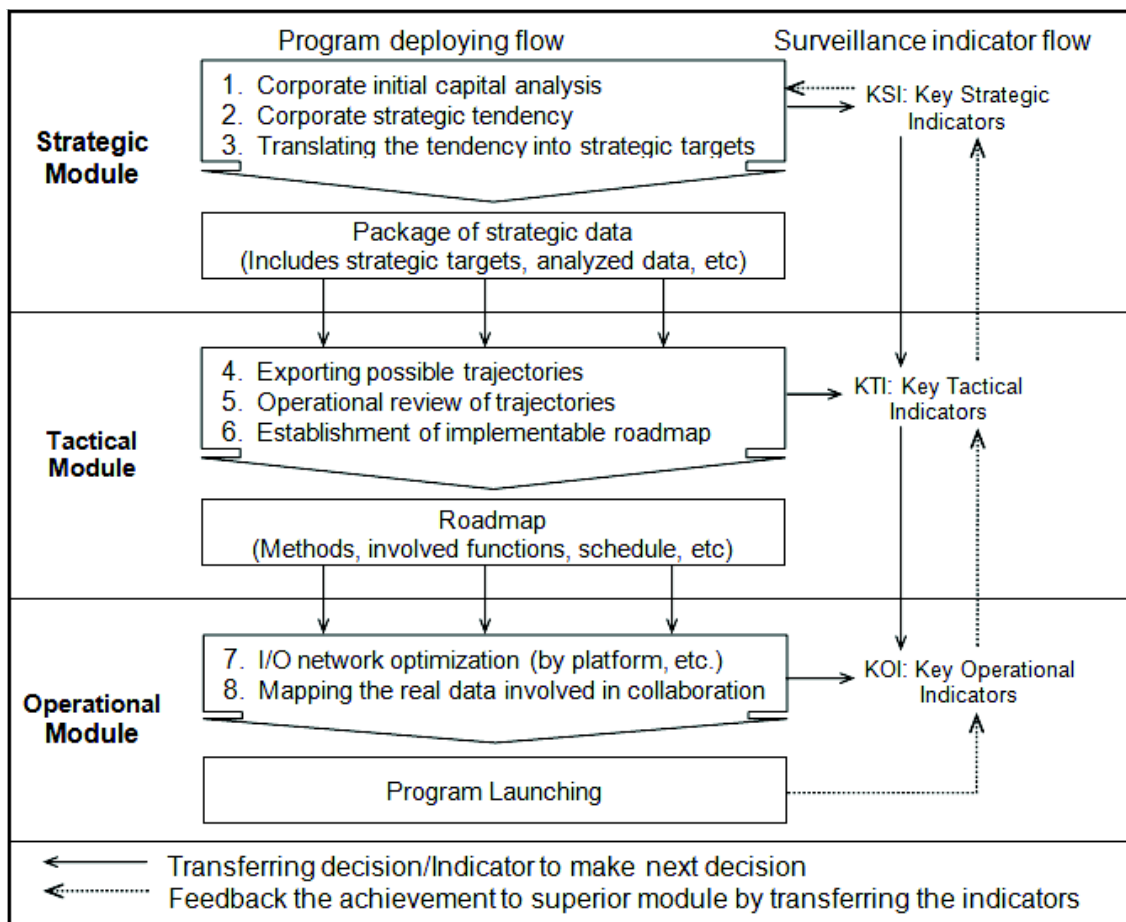 Program deploying flow
Surveillance indicator flow
Strategic
Module
1. Corporate initial capital analysis
2. Corporate strategic tendency
3. Translating the tendency into strategic targets
KSI: Key Strategic
Indicators
Package of strategic data
(Includes strategic targets, analyzed data, etc)
Tactical
Module
4. Exporting possible trajectories
5. Operational review of trajectories
6. Establishment of implementable roadmap
KTI: Key Tactical
Indicators
Roadmap
(Methods, involved functions, schedule, etc)
Operational
Module
7. I/O network optimization (by platform, etc.)
8. Mapping the real data involved in collaboration
KOI: Key Operational
Indicators
Program Launching
Transferring decision/Indicator to make next decision
Feedback the achievement to superior module by transferring the indicators